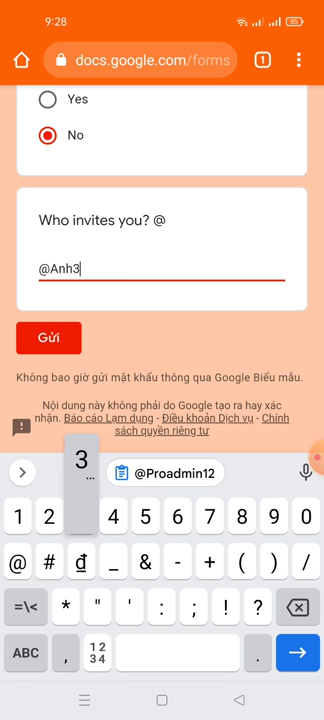 9:28
85
docs.google.com/forms
1
Yes
No
Who invites you? @
@Anh3
Gửi
Không bao giờ gửi mật khẩu thông qua Google Biểu mẫu.
Nội dung này không phải do Google tạo ra hay xác
nhận. Báo cáo Lạm dụng - Điều khoản Dịch vụ - Chính
sách quyền riêng tư
3
...
@Proadmin12
1 2 4 5 6 7 8 9 0
@ # ₫ _ & - + ( ) /
=\< * " ' : ; ! ?
ABC , 12 34 .